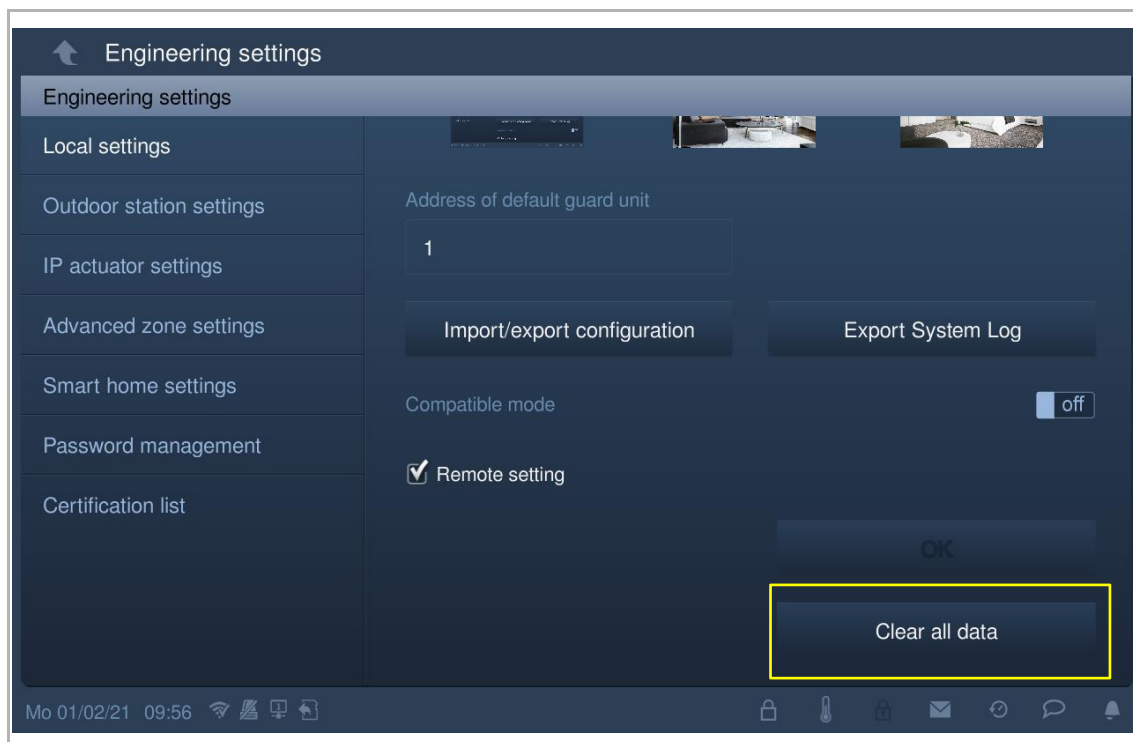 Engineering settings
Engineering settings
Local settings
Outdoor station settings
IP actuator settings
Advanced zone settings
Smart home settings
Password management
Certification list
Address of default guard unit
1
Import/export configuration
Export System Log
Compatible mode
off
Remote setting
OK
Clear all data
Mo 01/02/21 09:56